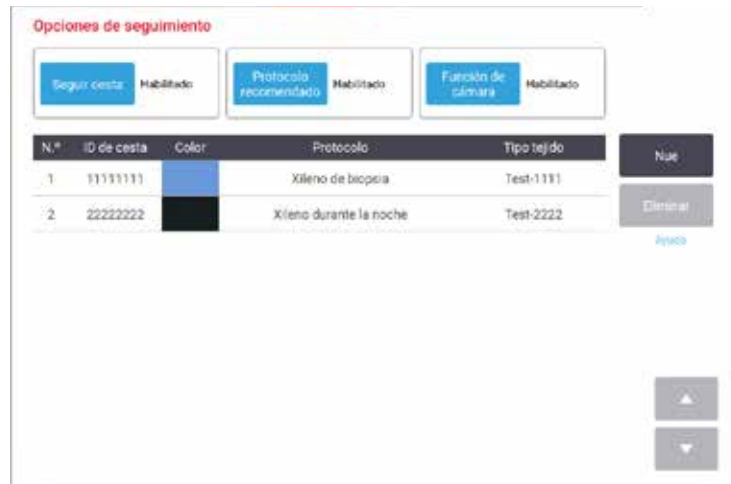 Opciones de seguimiento
Seguir cesta Habilitado
Protocolo recomendado Habilitado
Función de cámara Habilitado
N.º ID de cesta Color Protocolo Tipo tejido
1 11111111 Xileno de biopsia Test-1111
2 22222222 Xileno durante la noche Test-2222
Nue
Eliminar
Ayuda